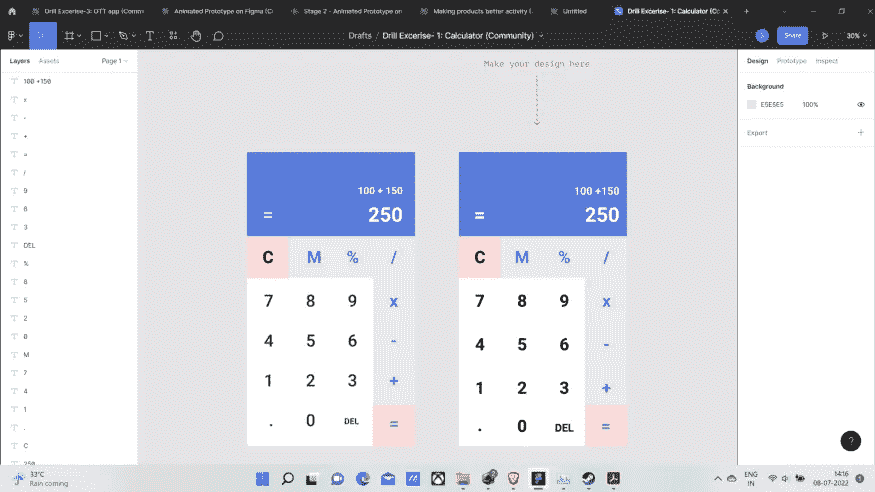 Drill Excerise-3: OTT app (Comm
Animated Prototype on Figma (C
Stage 2 - Animated Prototype on
Making products better activity (
Untitled
Drill Excerise- 1: Calculator (Co
Drafts / Drill Excerise- 1: Calculator (Community)
Share
30%
Layers
Assets
Page 1
Design
Prototype
Inspect
100 +150
x
-
+
=
/
9
6
3
DEL
%
8
5
2
0
M
7
4
1
.
C
250
Make your design here
100 + 150
= 250
C M % /
7 8 9 x
4 5 6 -
1 2 3 +
. 0 DEL =
100 +150
= 250
C M % /
7 8 9 x
4 5 6 -
1 2 3 +
. 0 DEL =
Background
E5E5E5 100%
Export
?
33°C
Rain coming
2
ENG
IN
14:16
08-07-2022